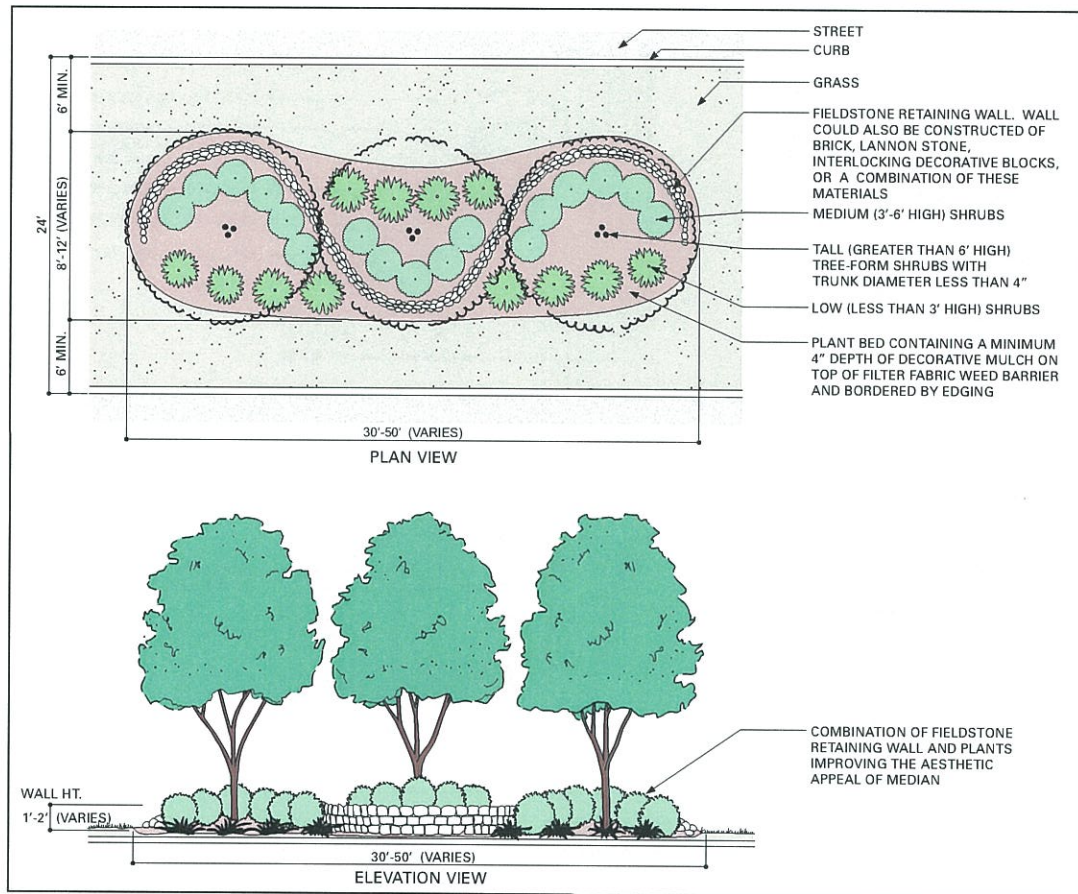 STREET
CURB
GRASS
FIELDSTONE RETAINING WALL. WALL
COULD ALSO BE CONSTRUCTED OF
BRICK, LANNON STONE,
INTERLOCKING DECORATIVE BLOCKS,
OR A COMBINATION OF THESE
MATERIALS
MEDIUM (3'-6' HIGH) SHRUBS
TALL (GREATER THAN 6' HIGH)
TREE-FORM SHRUBS WITH
TRUNK DIAMETER LESS THAN 4"
LOW (LESS THAN 3' HIGH) SHRUBS
PLANT BED CONTAINING A MINIMUM
4" DEPTH OF DECORATIVE MULCH ON
TOP OF FILTER FABRIC WEED BARRIER
AND BORDERED BY EDGING
6' MIN.
24'
8'-12' (VARIES)
6' MIN.
30'-50' (VARIES)
PLAN VIEW
COMBINATION OF FIELDSTONE
RETAINING WALL AND PLANTS
IMPROVING THE AESTHETIC
APPEAL OF MEDIAN
WALL HT.
1'-2' (VARIES)
30'-50' (VARIES)
ELEVATION VIEW